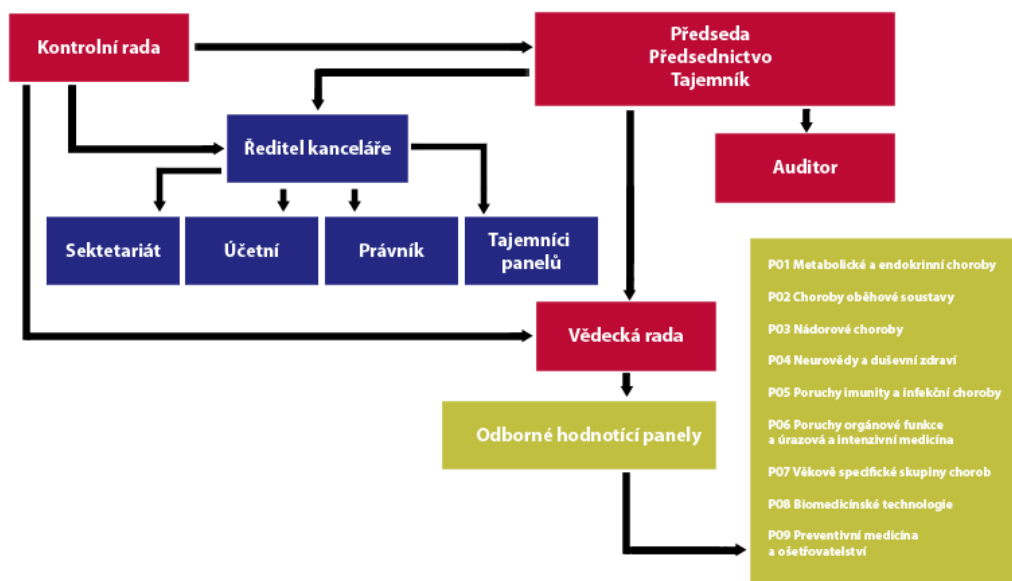 Kontrolní rada
Předseda
Předsednictvo
Tajemník
Ředitel kanceláře
Auditor
Sektetariát
Účetní
Právník
Tajemníci
panelů
Vědecká rada
Odborné hodnotící panely
P01 Metabolické a endokrinní choroby
P02 Choroby oběhové soustavy
P03 Nádorové choroby
P04 Neurovědy a duševní zdraví
P05 Poruchy imunity a infekční choroby
P06 Poruchy orgánové funkce
a úrazová a intenzivní medicína
P07 Věkově specifické skupiny chorob
P08 Biomedicínské technologie
P09 Preventivní medicína
a ošetřovatelství